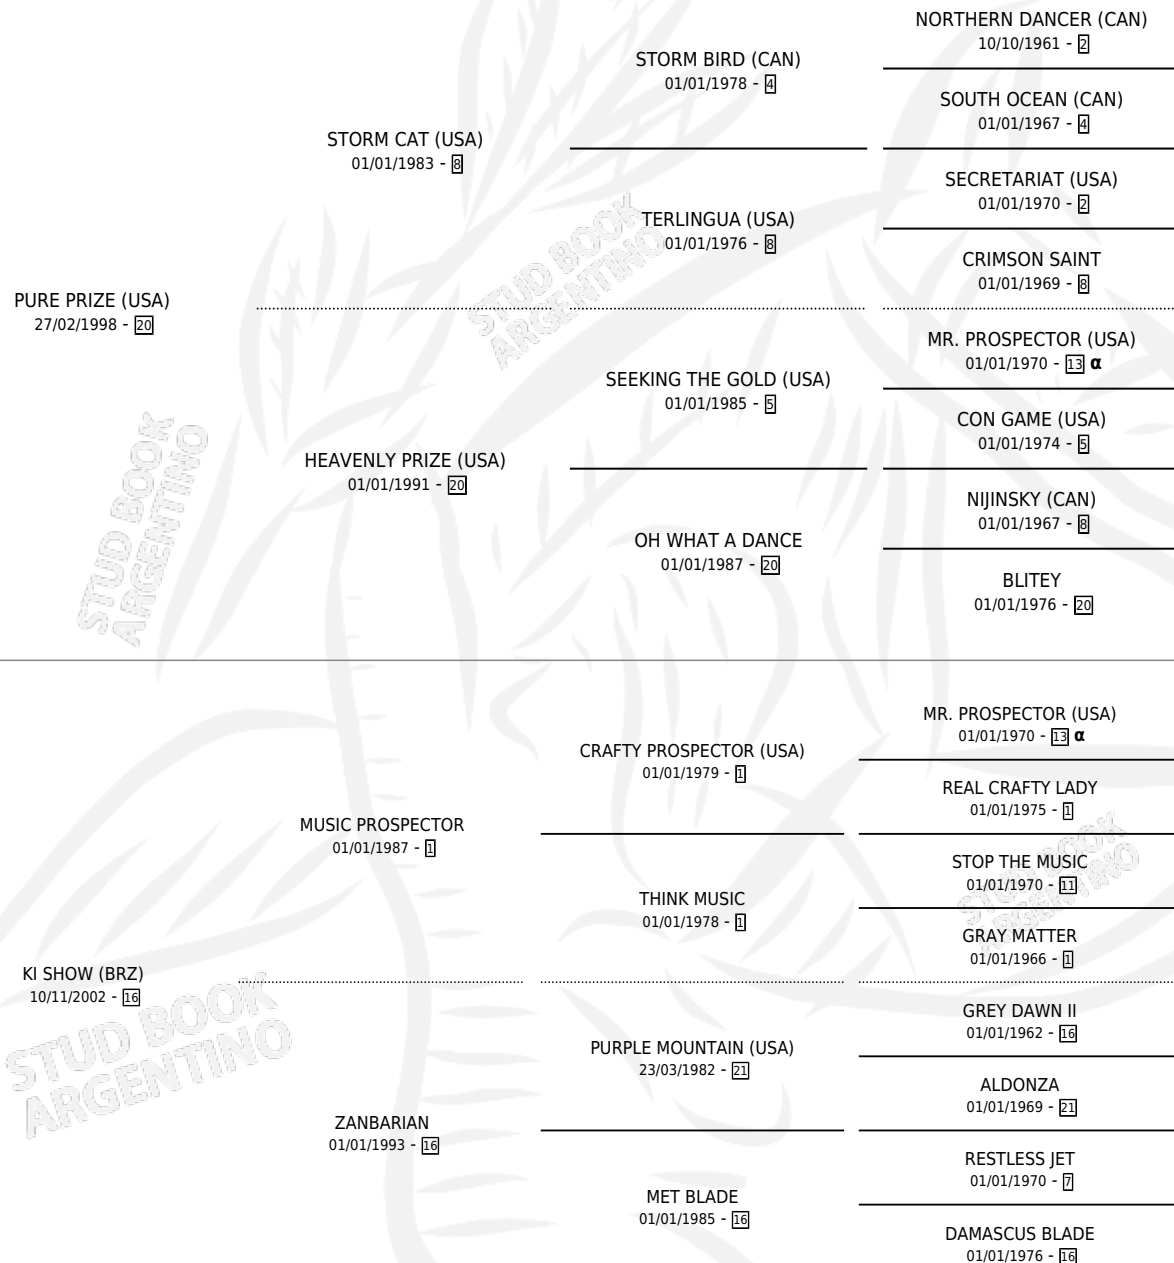 NORTHERN DANCER (CAN)
10/10/1961 - 2
STORM BIRD (CAN)
01/01/1978 - 4
SOUTH OCEAN (CAN)
01/01/1967 - 4
STORM CAT (USA)
01/01/1983 - 8
SECRETARIAT (USA)
01/01/1970 - 2
TERLINGUA (USA)
01/01/1976 - 8
CRIMSON SAINT
01/01/1969 - 8
PURE PRIZE (USA)
27/02/1998 - 20
MR. PROSPECTOR (USA)
01/01/1970 - 13 α
SEEKING THE GOLD (USA)
01/01/1985 - 5
CON GAME (USA)
01/01/1974 - 5
HEAVENLY PRIZE (USA)
01/01/1991 - 20
NIJINSKY (CAN)
01/01/1967 - 8
OH WHAT A DANCE
01/01/1987 - 20
BLITEY
01/01/1976 - 20
MR. PROSPECTOR (USA)
01/01/1970 - 13 α
CRAFTY PROSPECTOR (USA)
01/01/1979 - 1
REAL CRAFTY LADY
01/01/1975 - 1
MUSIC PROSPECTOR
01/01/1987 - 1
STOP THE MUSIC
01/01/1970 - 11
THINK MUSIC
01/01/1978 - 1
GRAY MATTER
01/01/1966 - 1
KI SHOW (BRZ)
10/11/2002 - 16
GREY DAWN II
01/01/1962 - 16
PURPLE MOUNTAIN (USA)
23/03/1982 - 21
ALDONZA
01/01/1969 - 21
ZANBARIAN
01/01/1993 - 16
RESTLESS JET
01/01/1970 - 7
MET BLADE
01/01/1985 - 16
DAMASCUS BLADE
01/01/1976 - 16
STUD BOOK
ARGENTINO
STUD BOOK
ARGENTINO
STUD BOOK
ARGENTINO
STUD BOOK
ARGENTINO